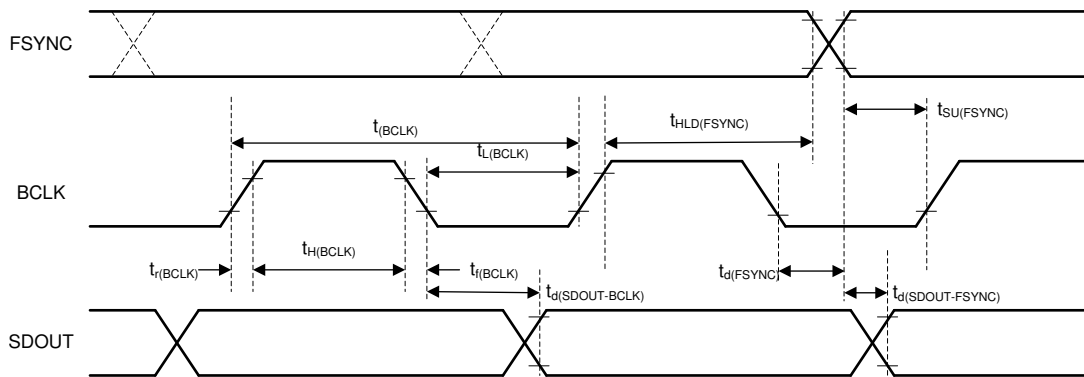 FSYNC
t(BCLK)
tHLD(FSYNC)
tSU(FSYNC)
tL(BCLK)
BCLK
tr(BCLK)
tH(BCLK)
tf(BCLK)
td(FSYNC)
td(SDOUT-BCLK)
td(SDOUT-FSYNC)
SDOUT